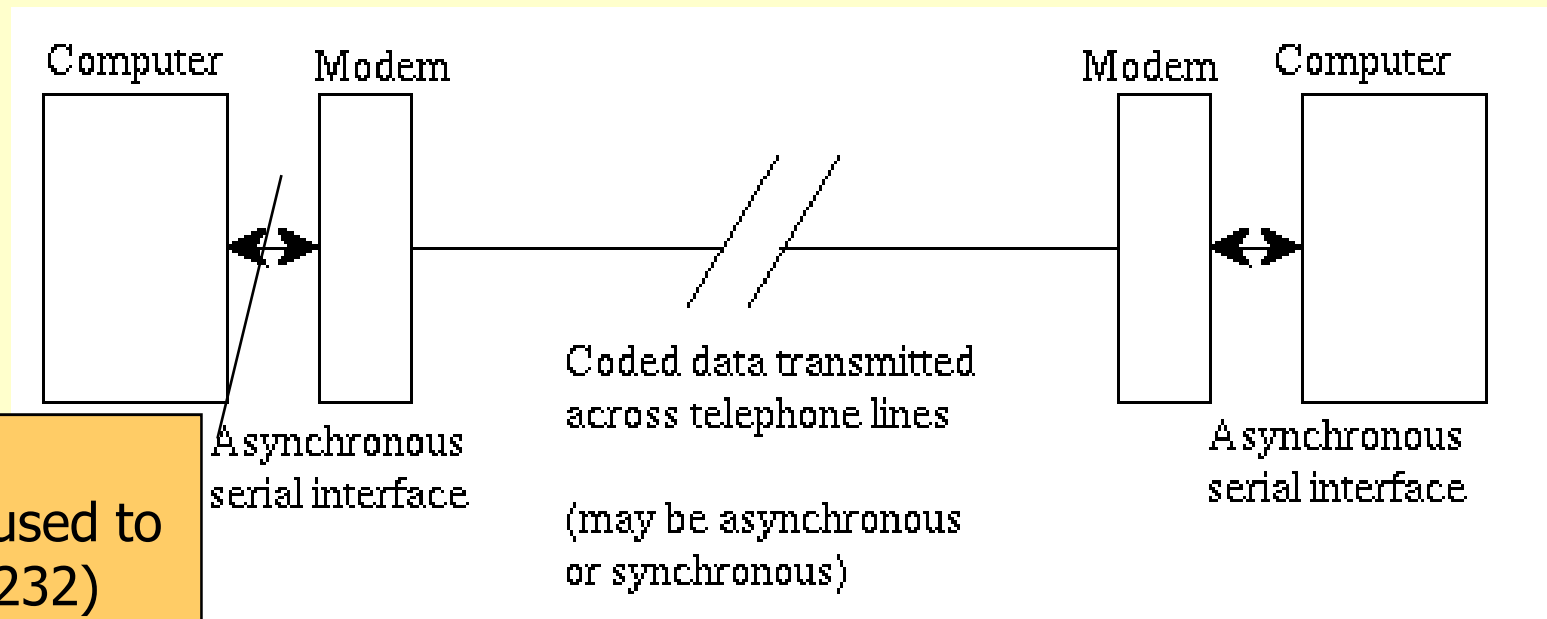 Computer
Modem
Modem
Computer
Coded data transmitted
across telephone lines
(may be asynchronous
or synchronous)
Asynchronous
serial interface
Asynchronous
serial interface
used to
232)